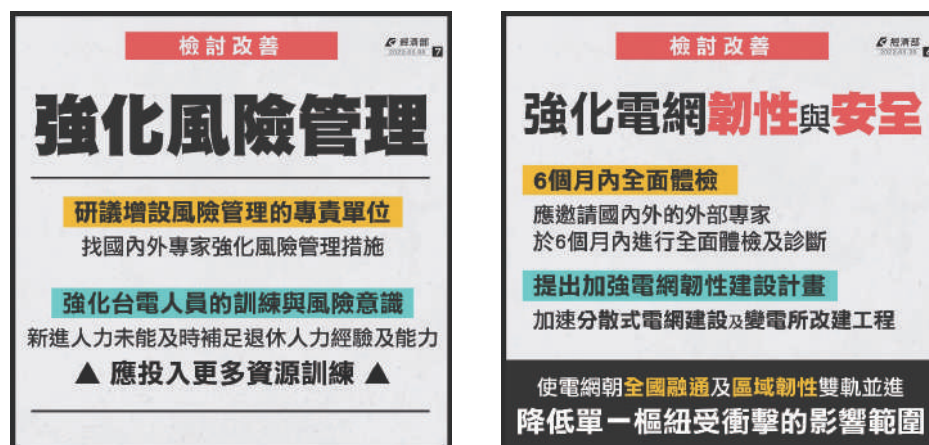 檢討改善
經濟部
7
強化風險管理
研議增設風險管理的專責單位
找國內外專家強化風險管理措施
強化台電人員的訓練與風險意識
新進人力未能及時補足退休人力經驗及能力
▲ 應投入更多資源訓練 ▲
檢討改善
經濟部
強化電網韌性與安全
6個月內全面體檢
應邀請國內外的外部專家
於6個月內進行全面體檢及診斷
提出加強電網韌性建設計畫
加速分散式電網建設及變電所改建工程
使電網朝全國融通及區域韌性雙軌並進
降低單一樞紐受衝擊的影響範圍